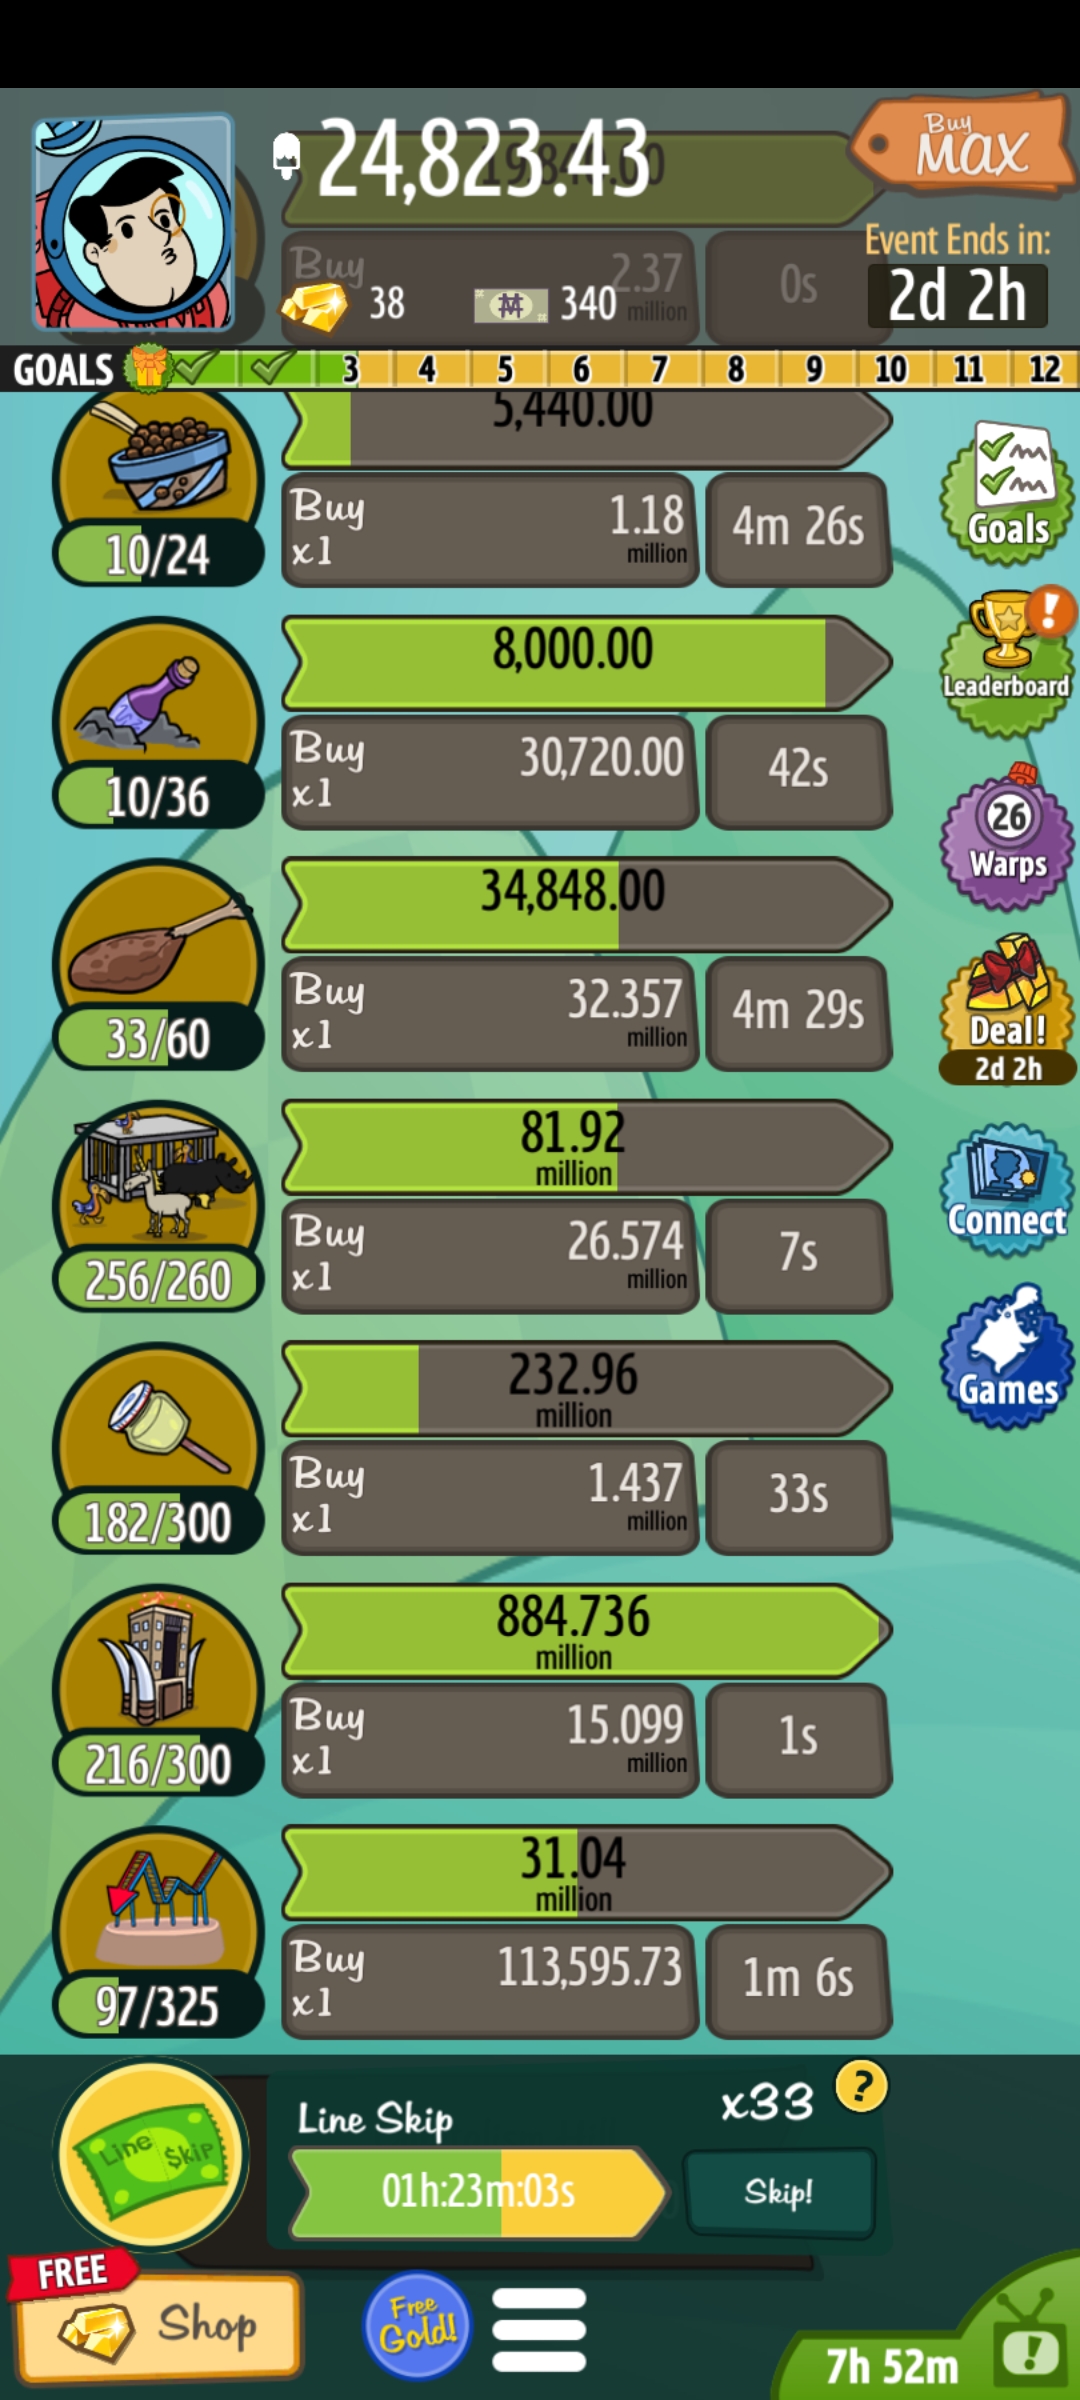 24,823.43
Buy
MAX
19,84
.00
Buy
2.37
million
0s
38
340
Event Ends in:
2d 2h
GOALS
3
4
5
6
7
8
9
10
11
12
5,440.00
10/24
Buy
x1
1.18
million
4m 26s
Goals
8,000.00
10/36
Buy
x1
30,720.00
42s
Leaderboard
!
34,848.00
33/60
Buy
x1
32.357
million
4m 29s
26
Warps
Deal!
2d 2h
81.92
million
256/260
Buy
x1
26.574
million
7s
Connect
232.96
million
182/300
Buy
x1
1.437
million
33s
Games
884.736
million
216/300
Buy
x1
15.099
million
1s
31.04
million
97/325
Buy
x1
113,595.73
1m 6s
Line $kip
Line Skip
x33
?
01h:23m:03s
Skip!
FREE
Shop
Free
Gold!
7h 52m
!